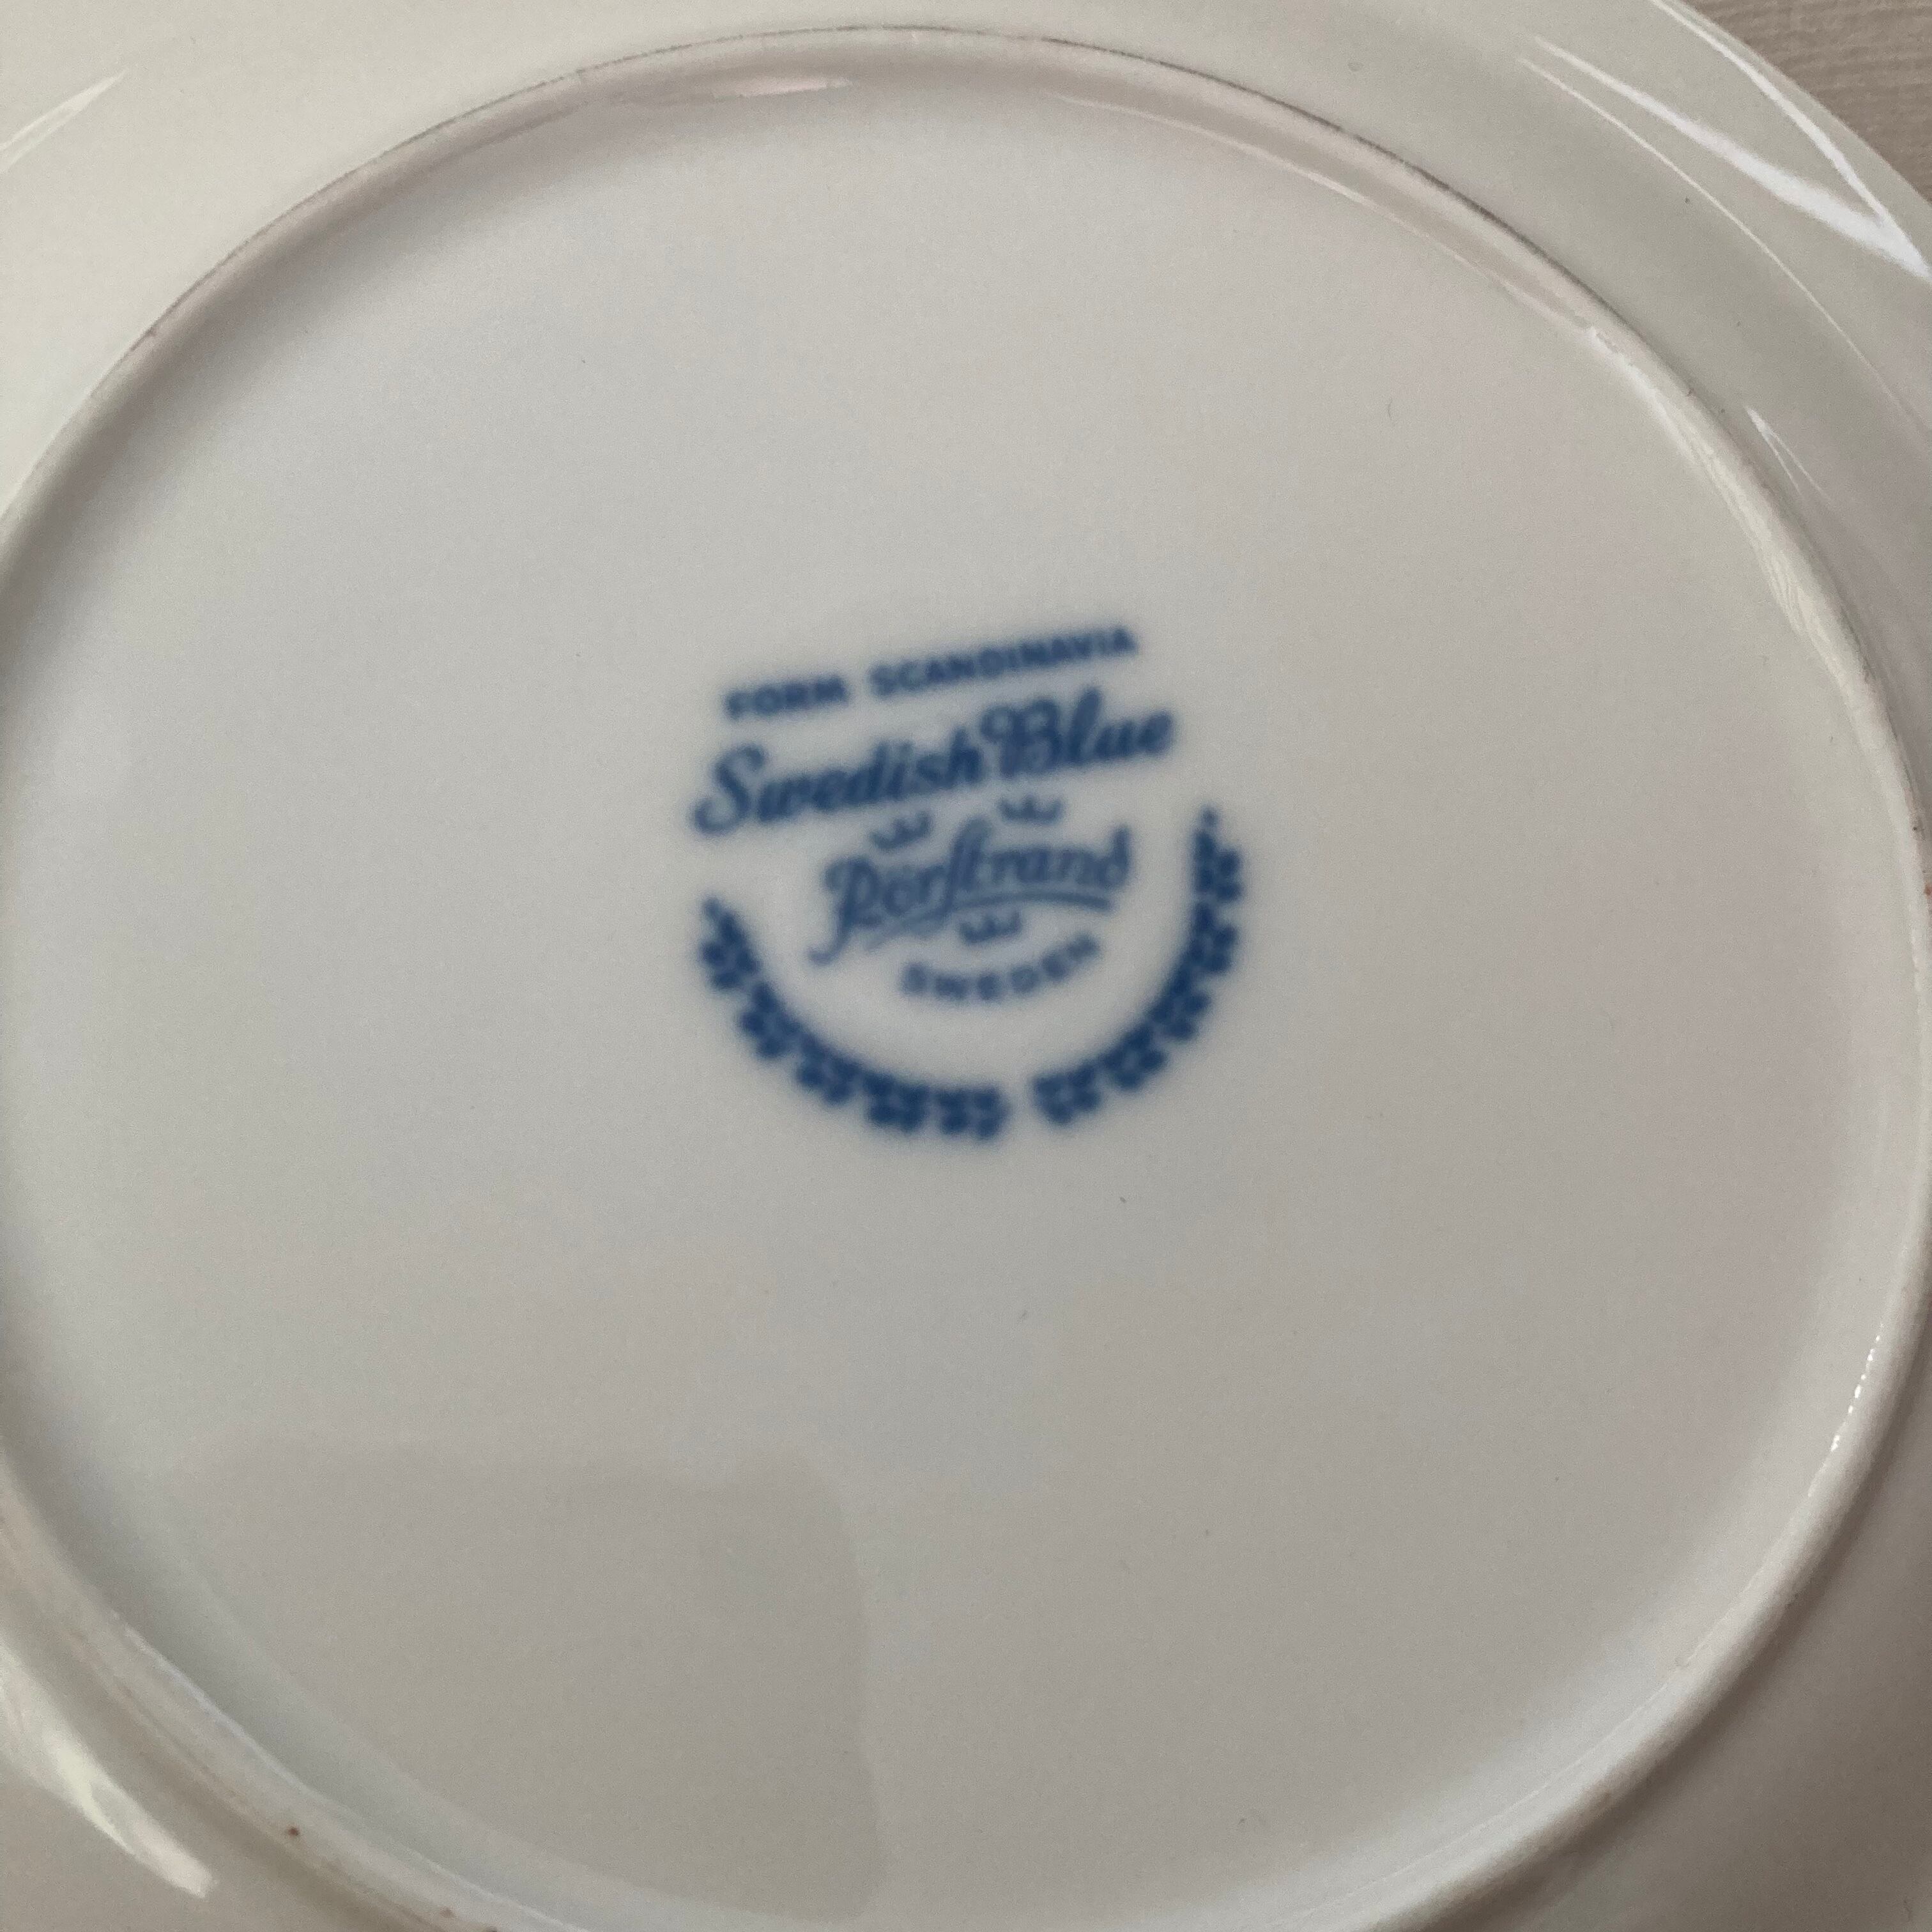 FORM SCANDINAVIA
Swedish Blue
Rörstrand
SWEDEN